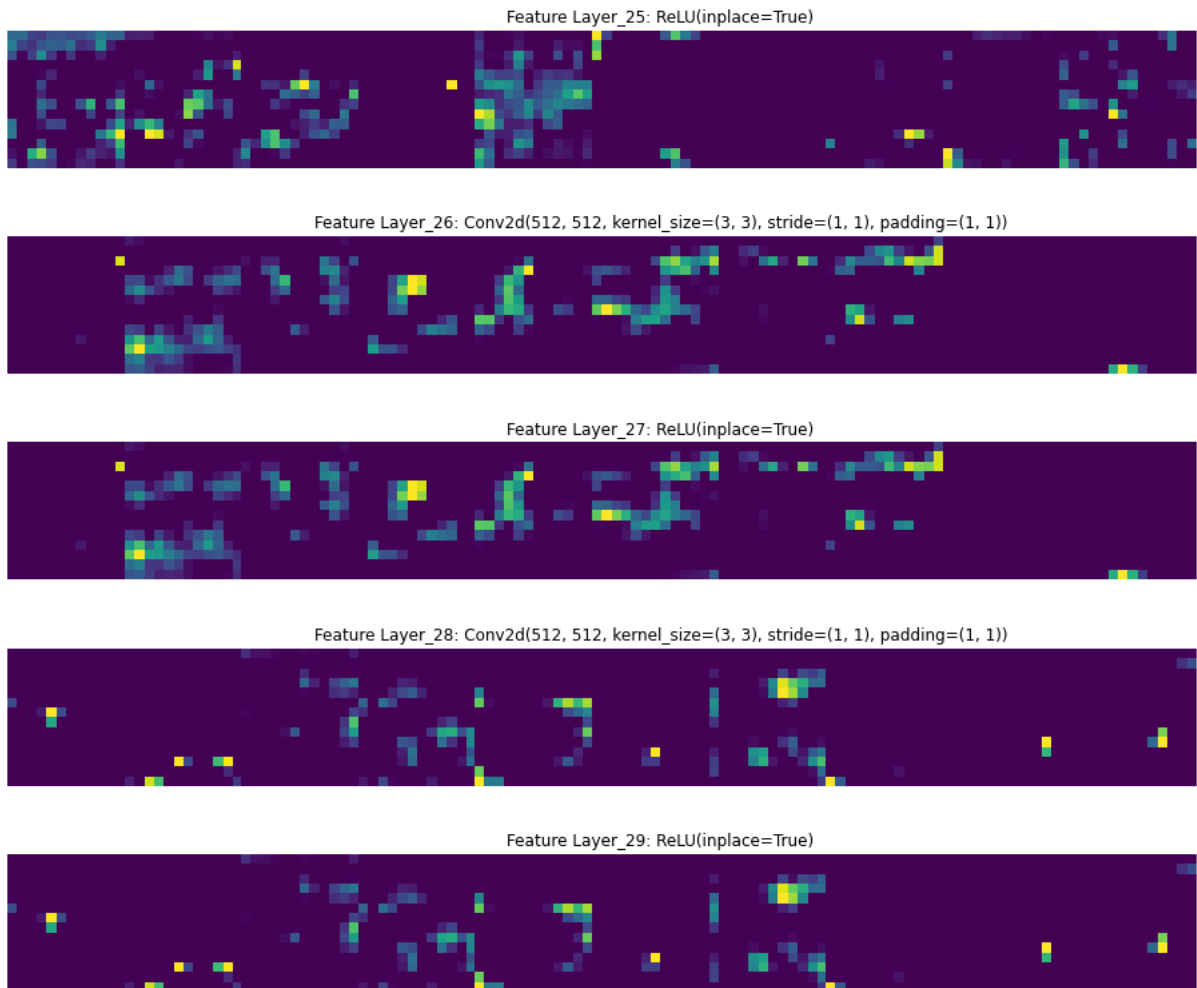 Feature Layer_25: ReLU(inplace=True)
Feature Layer_26: Conv2d(512, 512, kernel_size=(3, 3), stride=(1, 1), padding=(1, 1))
Feature Layer_27: ReLU(inplace=True)
Feature Layer_28: Conv2d(512, 512, kernel_size=(3, 3), stride=(1, 1), padding=(1, 1))
Feature Layer_29: ReLU(inplace=True)